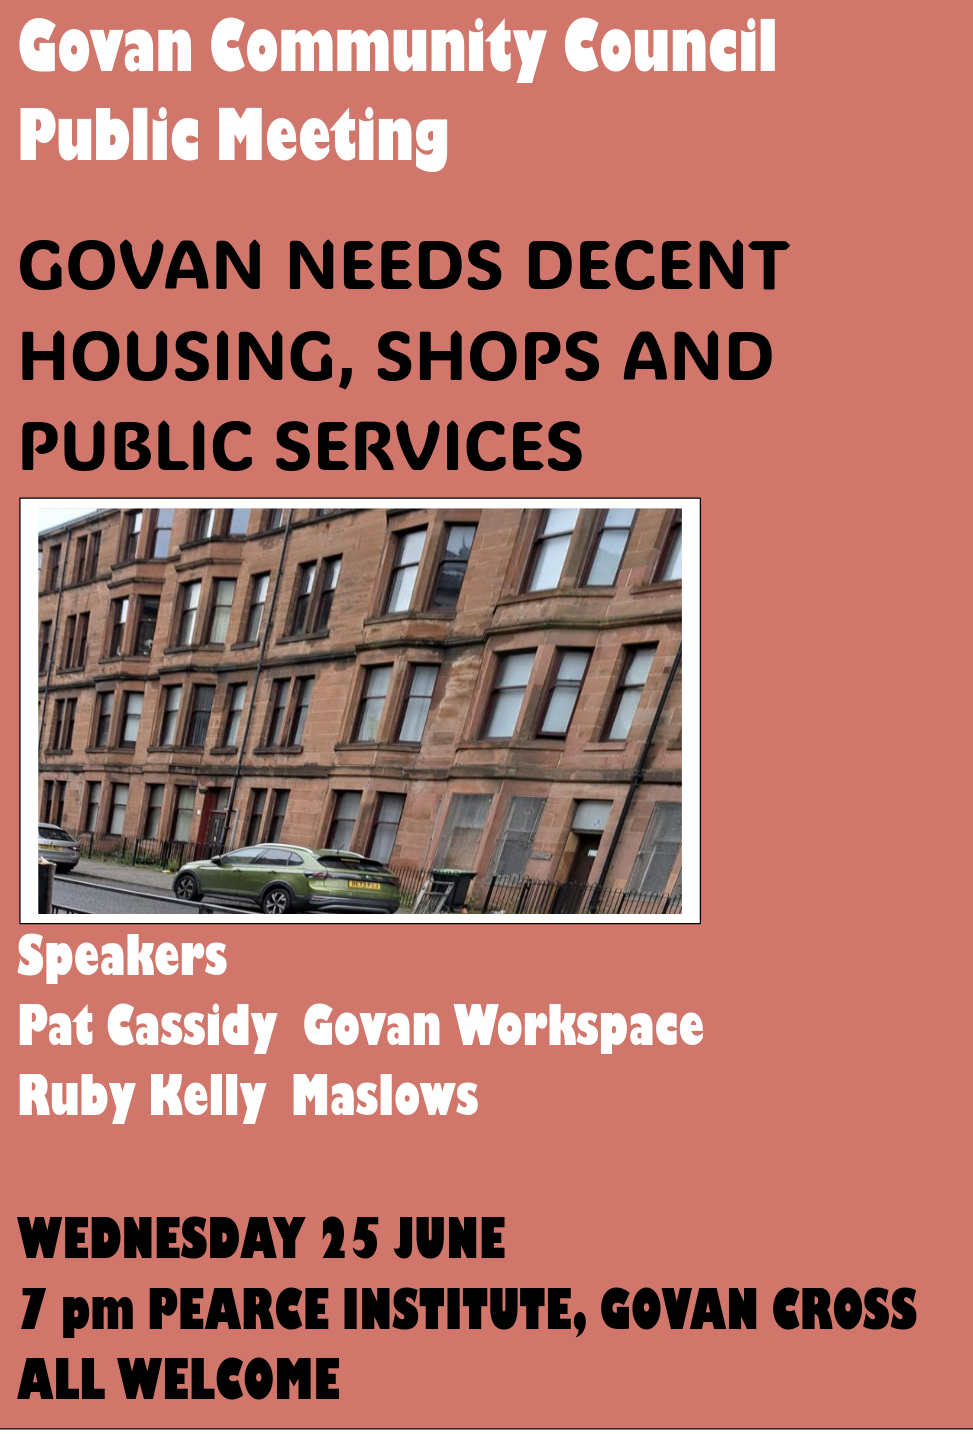 Govan Community Council
Public Meeting
GOVAN NEEDS DECENT
HOUSING, SHOPS AND
PUBLIC SERVICES
Speakers
Pat Cassidy Govan Workspace
Ruby Kelly Maslows
WEDNESDAY 25 JUNE
7 pm PEARCE INSTITUTE, GOVAN CROSS
ALL WELCOME